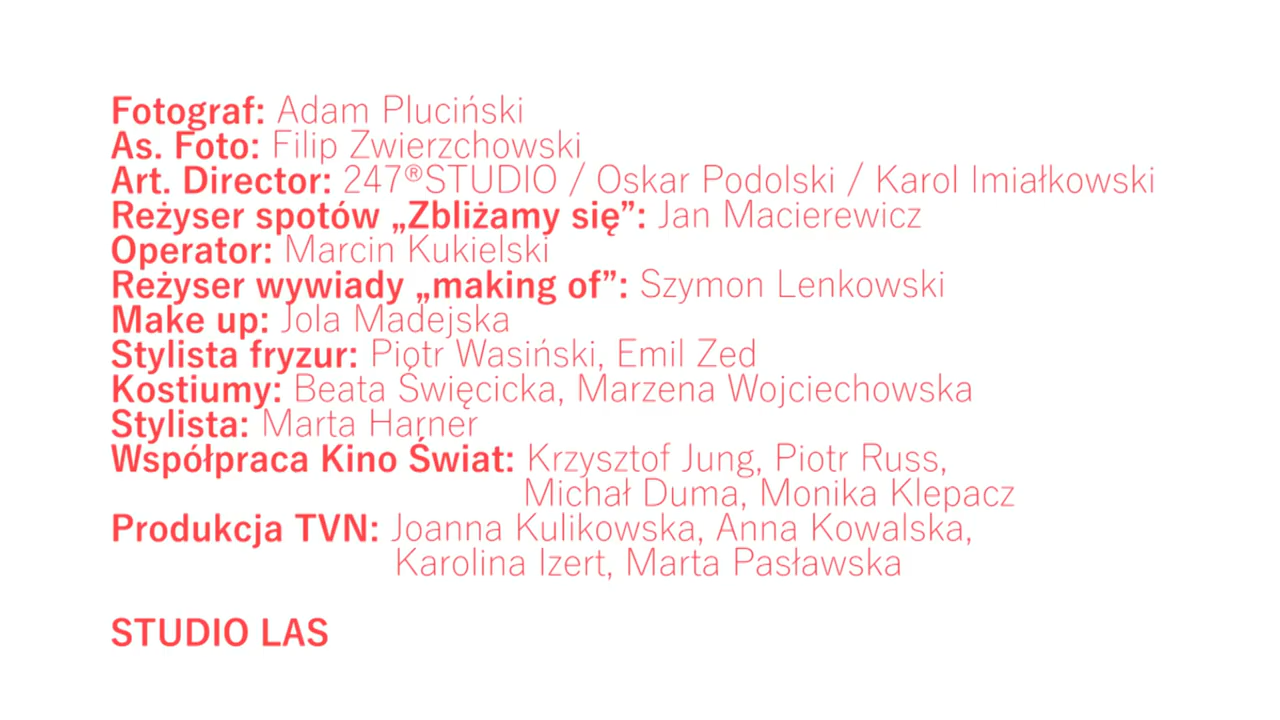 Fotograf: Adam Pluciński
As. Foto: Filip Zwierzchowski
Art. Director: 247®STUDIO / Oskar Podolski / Karol Imiałkowski
Reżyser spotów „Zbliżamy się”: Jan Macierewicz
Operator: Marcin Kukielski
Reżyser wywiady „making of”: Szymon Lenkowski
Make up: Jola Madejska
Stylista fryzur: Piotr Wasiński, Emil Zed
Kostiumy: Beata Święcicka, Marzena Wojciechowska
Stylista: Marta Harner
Współpraca Kino Świat: Krzysztof Jung, Piotr Russ,
Michał Duma, Monika Klepacz
Produkcja TVN: Joanna Kulikowska, Anna Kowalska,
Karolina Izert, Marta Pasławska
STUDIO LAS